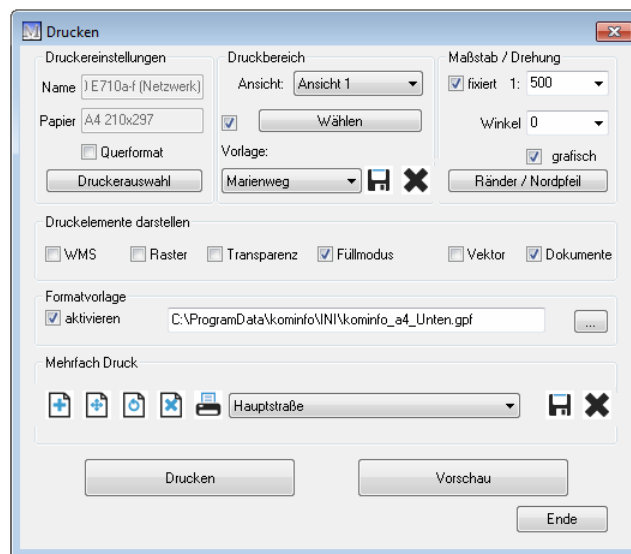 Drucken
Druckereinstellungen
Name
E710a-f (Netzwerk)
Papier
A4 210x297
Querformat
Druckerauswahl
Druckbereich
Ansicht:
Ansicht 1
Wählen
Vorlage:
Marienweg
Maßstab / Drehung
fixiert 1:
500
Winkel
0
grafisch
Ränder / Nordpfeil
Druckelemente darstellen
WMS
Raster
Transparenz
Füllmodus
Vektor
Dokumente
Formatvorlage
aktivieren
C:\ProgramData\kominfo\INI\kominfo_a4_Unten.gpf
...
Mehrfach Druck
Hauptstraße
Drucken
Vorschau
Ende